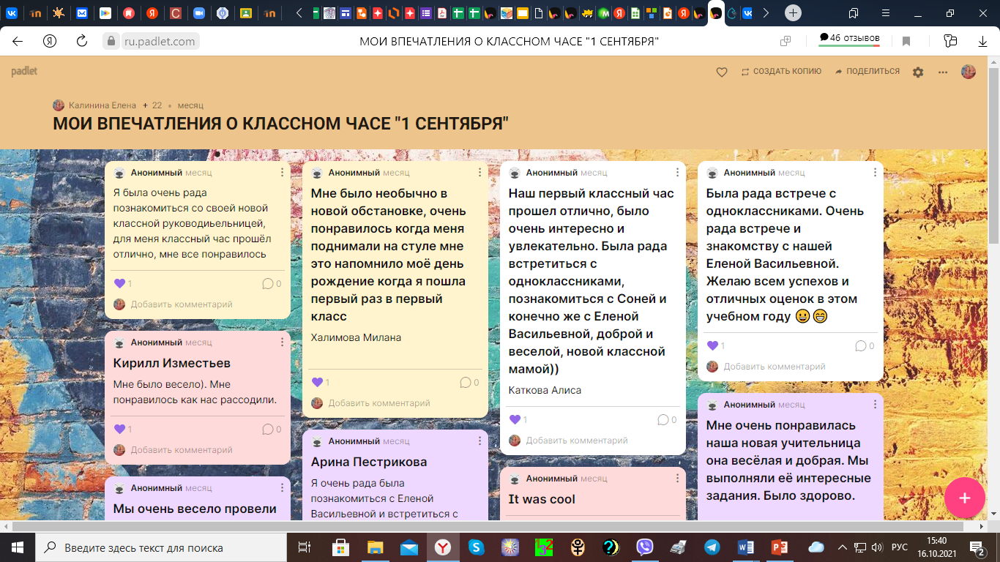 ru.padlet.com
МОИ ВПЕЧАТЛЕНИЯ О КЛАССНОМ ЧАСЕ "1 СЕНТЯБРЯ"
46 отзывов
padlet
СОЗДАТЬ КОПИЮ
ПОДЕЛИТЬСЯ
Калинина Елена + 22 • месяц
МОИ ВПЕЧАТЛЕНИЯ О КЛАССНОМ ЧАСЕ "1 СЕНТЯБРЯ"
Анонимный месяц
Я была очень рада
познакомиться со своей новой
классной руководиьельницей,
для меня классный час прошёл
отлично, мне все понравилось
1
0
Добавить комментарий
Анонимный месяц
Кирилл Изместьев
Мне было весело). Мне
понравилось как нас рассодили.
1
0
Добавить комментарий
Анонимный месяц
Мы очень весело провели
Анонимный месяц
Мне было необычно в
новой обстановке, очень
понравилось когда меня
поднимали на стуле мне
это напомнило моё день
рождение когда я пошла
первый раз в первый
класс
Халимова Милана
1
0
Добавить комментарий
Анонимный месяц
Арина Пестрикова
Я очень рада была
познакомиться с Еленой
Васильевной и встретиться с
Анонимный месяц
Наш первый классный час
прошел отлично, было
очень интересно и
увлекательно. Была рада
встретиться с
одноклассниками,
познакомиться с Соней и
конечно же с Еленой
Васильевной, доброй и
веселой, новой классной
мамой))
Каткова Алиса
1
0
Добавить комментарий
Анонимный месяц
It was cool
Анонимный месяц
Была рада встрече с
одноклассниками. Очень
рада встрече и
знакомству с нашей
Еленой Васильевной.
Желаю всем успехов и
отличных оценок в этом
учебном году 😀😁
1
0
Добавить комментарий
Анонимный месяц
Мне очень понравилась
наша новая учительница
она весёлая и добрая. Мы
выполняли её интересные
задания. Было здорово.
Введите здесь текст для поиска
РУС
15:40
16.10.2021
2